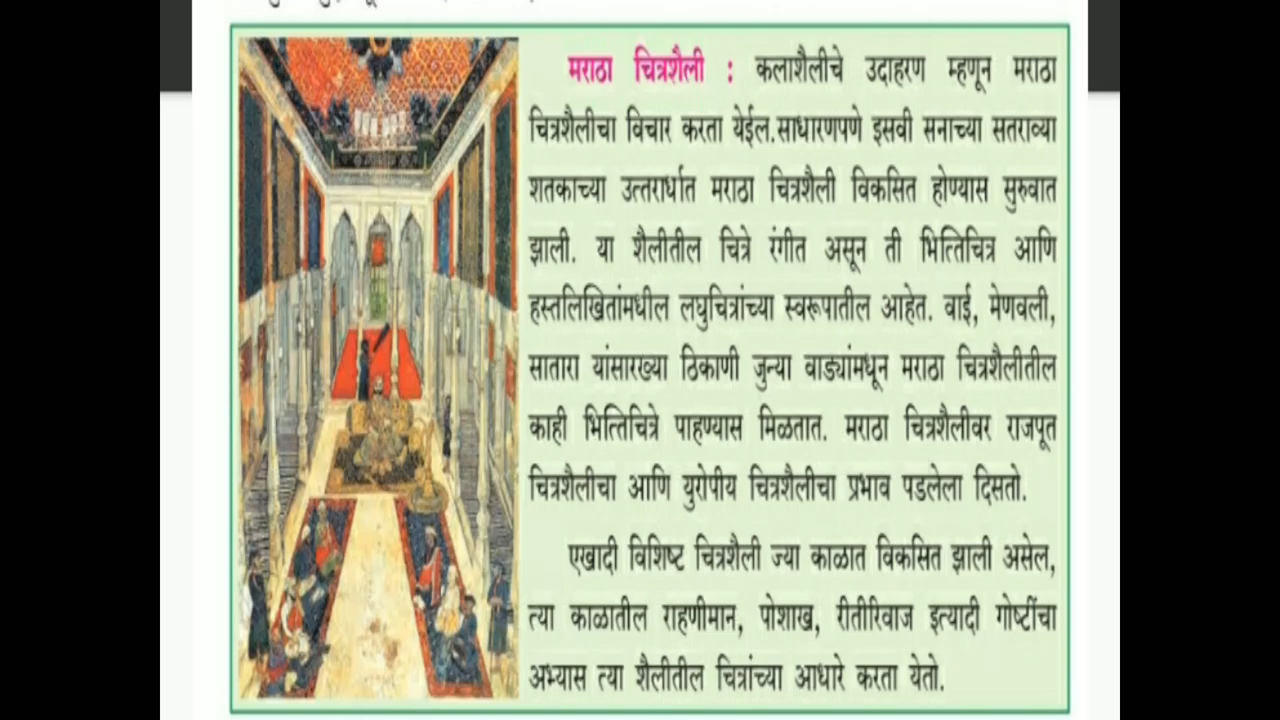 मराठा चित्रशैली : कलाशैलीचे उदाहरण म्हणून मराठा
चित्रशैलीचा विचार करता येईल.साधारणपणे इसवी सनाच्या सतराव्या
शतकाच्या उत्तरार्धात मराठा चित्रशैली विकसित होण्यास सुरुवात
झाली. या शैलीतील चित्रे रंगीत असून ती भित्तिचित्र आणि
हस्तलिखितांमधील लघुचित्रांच्या स्वरूपातील आहेत. वाई, मेणवली,
सातारा यांसारख्या ठिकाणी जुन्या वाड्यांमधून मराठा चित्रशैलीतील
काही भित्तिचित्रे पाहण्यास मिळतात. मराठा चित्रशैलीवर राजपूत
चित्रशैलीचा आणि युरोपीय चित्रशैलीचा प्रभाव पडलेला दिसतो.
एखादी विशिष्ट चित्रशैली ज्या काळात विकसित झाली असेल,
त्या काळातील राहणीमान, पोशाख, रीतीरिवाज इत्यादी गोष्टींचा
अभ्यास त्या शैलीतील चित्रांच्या आधारे करता येतो.